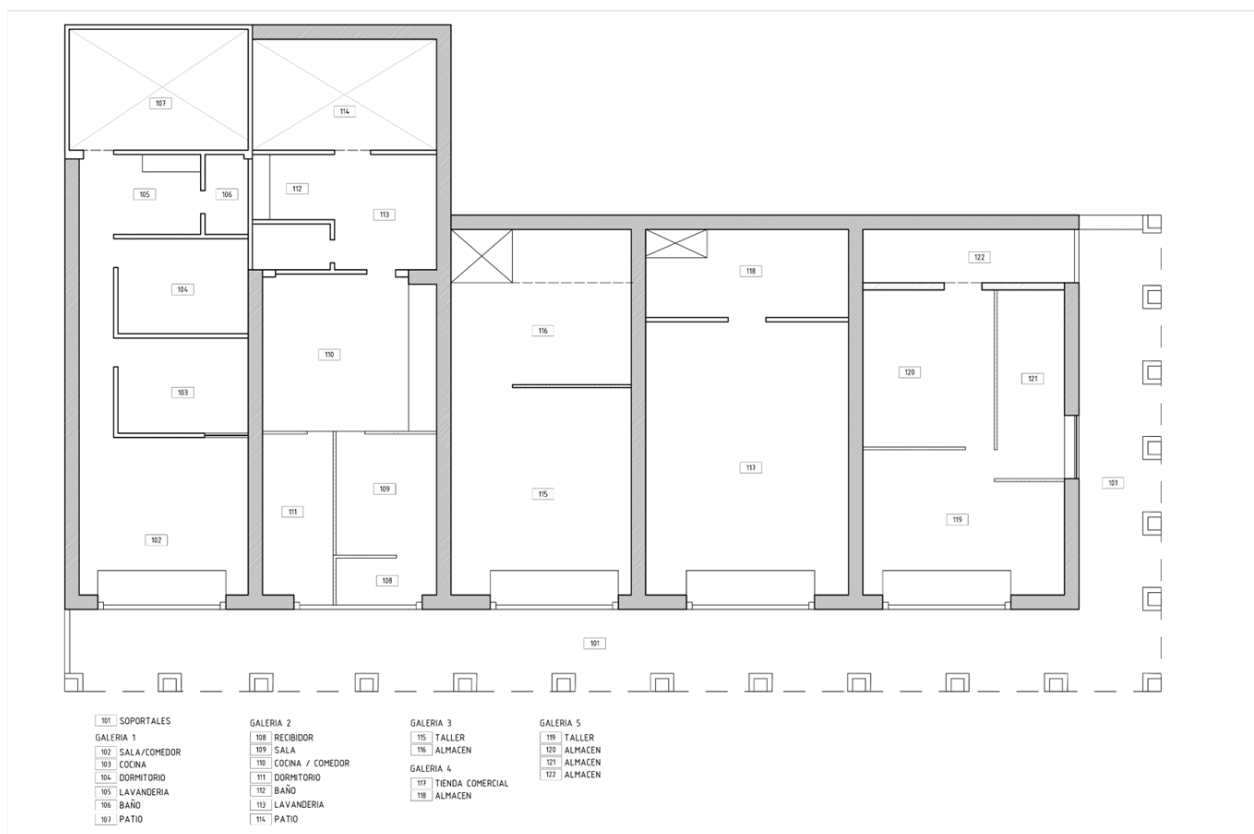 107
114
105
106
112
113
122
118
104
116
110
120
121
103
117
109
101
115
111
119
102
108
101
101 SOPORTALES
GALERIA 1
102 SALA/COMEDOR
103 COCINA
104 DORMITORIO
105 LAVANDERIA
106 BAÑO
107 PATIO
GALERIA 2
108 RECIBIDOR
109 SALA
110 COCINA / COMEDOR
111 DORMITORIO
112 BAÑO
113 LAVANDERIA
114 PATIO
GALERIA 3
115 TALLER
116 ALMACEN
GALERIA 4
117 TIENDA COMERCIAL
118 ALMACEN
GALERIA 5
119 TALLER
120 ALMACEN
121 ALMACEN
122 ALMACEN